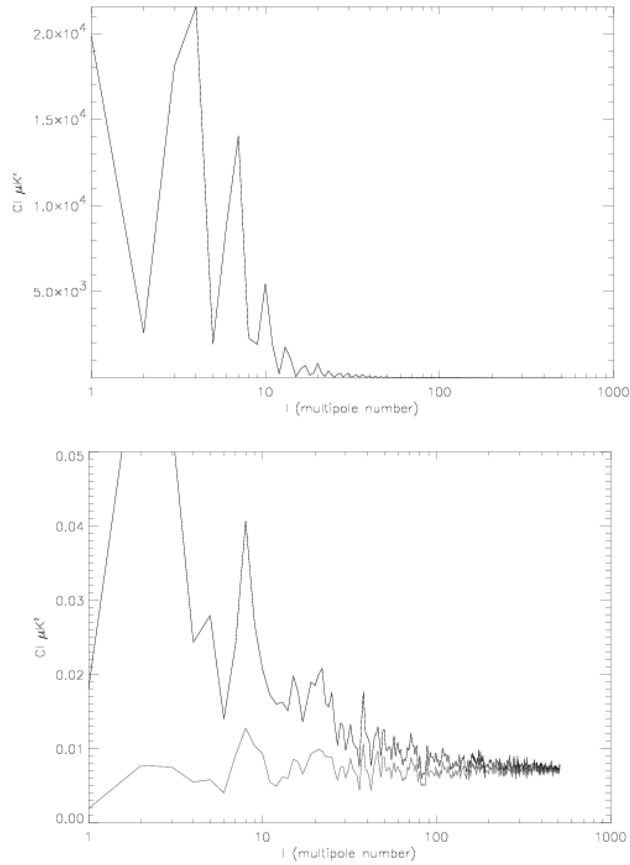 2.0×10⁴
1.5×10⁴
1.0×10⁴
5.0×10³
Cl μK²
1 10 100 1000
l (multipole number)
0.05
0.04
0.03
0.02
0.01
0.00
Cl μK²
1 10 100 1000
l (multipole number)